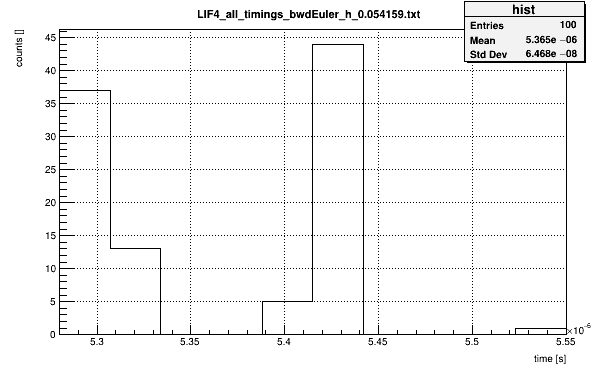 LIF4_all_timings_bwdEuler_h_0.054159.txt
hist
Entries 100
Mean 5.365e −06
Std Dev 6.468e −08
counts []
45
40
35
30
25
20
15
10
5
0
5.3 5.35 5.4 5.45 5.5 5.55
×10⁻⁶
time [s]